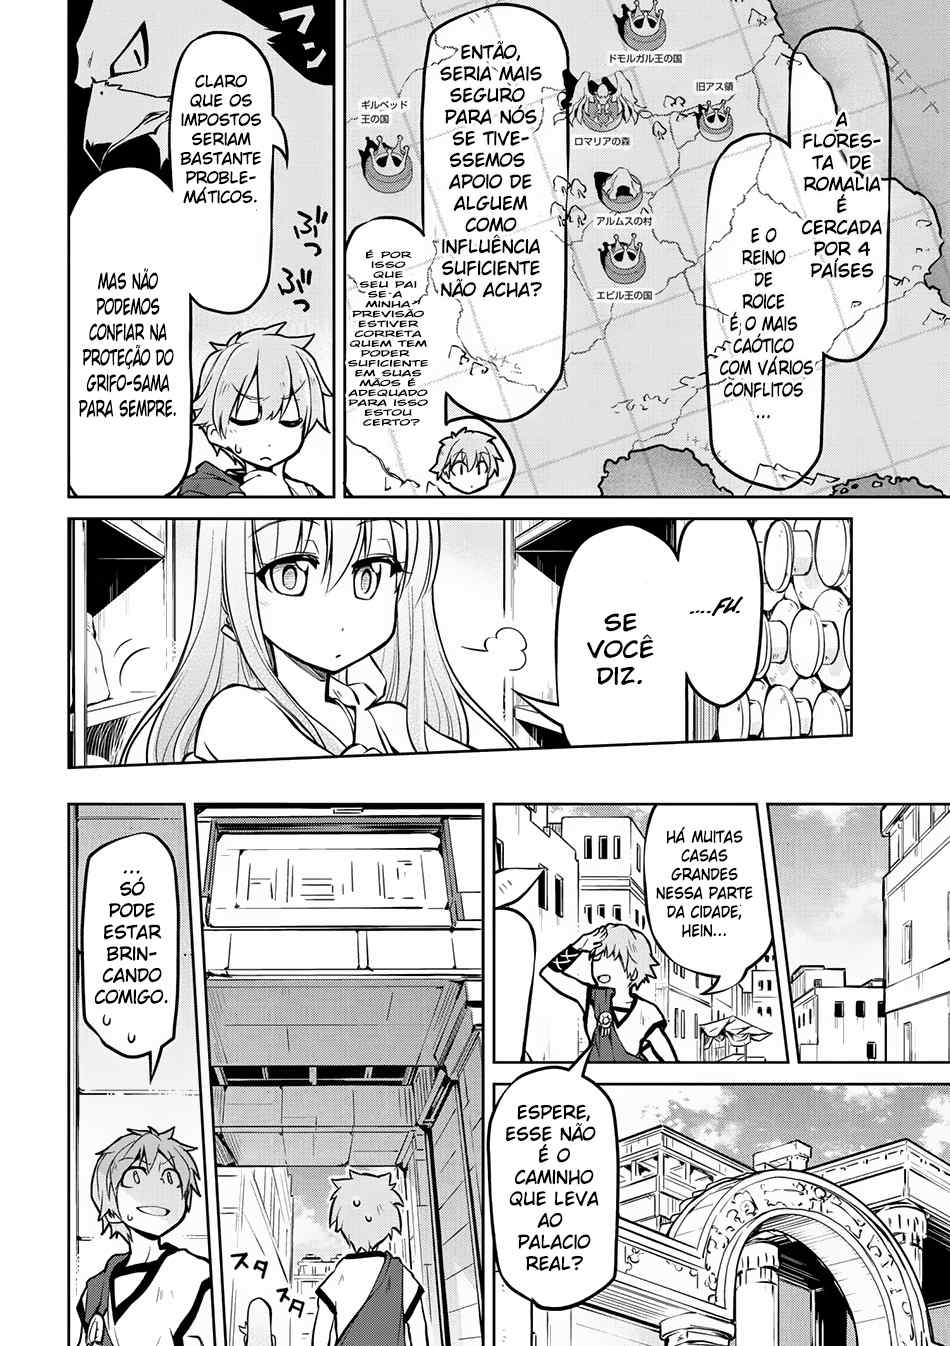 A
FLORES-
TA DE
ROMALIA
É
CERCADA
POR 4
PAÍSES
E O
REINO
DE
ROICE
É O MAIS
CAÓTICO
COM VÁRIOS
CONFLITOS
...
ドモルガル王の国
旧アス領
ロマリアの森
アルムスの村
エビル王の国
ギルベッド
王の国
ENTÃO,
SERIA MAIS
SEGURO
PARA NÓS
SE TIVE-
SSEMOS
APOIO DE
ALGUEM
COMO
INFLUÊNCIA
SUFICIENTE
NÃO ACHA?
É POR
ISSO
QUE
SEU PAI
SE A
MINHA
PREVISÃO
ESTIVER
CORRETA
QUEM TEM
PODER
SUFICIENTE
EM SUAS
MÃOS É
ADEQUADO
PARA ISSO
ESTOU
CERTO?
フン
CLARO
QUE OS
IMPOSTOS
SERIAM
BASTANTE
PROBLE-
MÁTICOS.
ぶつ
ぶつ
MAS NÃO
PODEMOS
CONFIAR NA
PROTEÇÃO DO
GRIFO-SAMA
PARA SEMPRE.
....FU.
SE
VOCÊ
DIZ.
HÁ MUITAS
CASAS
GRANDES
NESSA PARTE
DA CIDADE,
HEIN...
ESPERE,
ESSE NÃO
É O
CAMINHO
QUE LEVA
AO
PALACIO
REAL?
スタ
スタ
...
SÓ
PODE
ESTAR
BRIN-
CANDO
COMIGO.